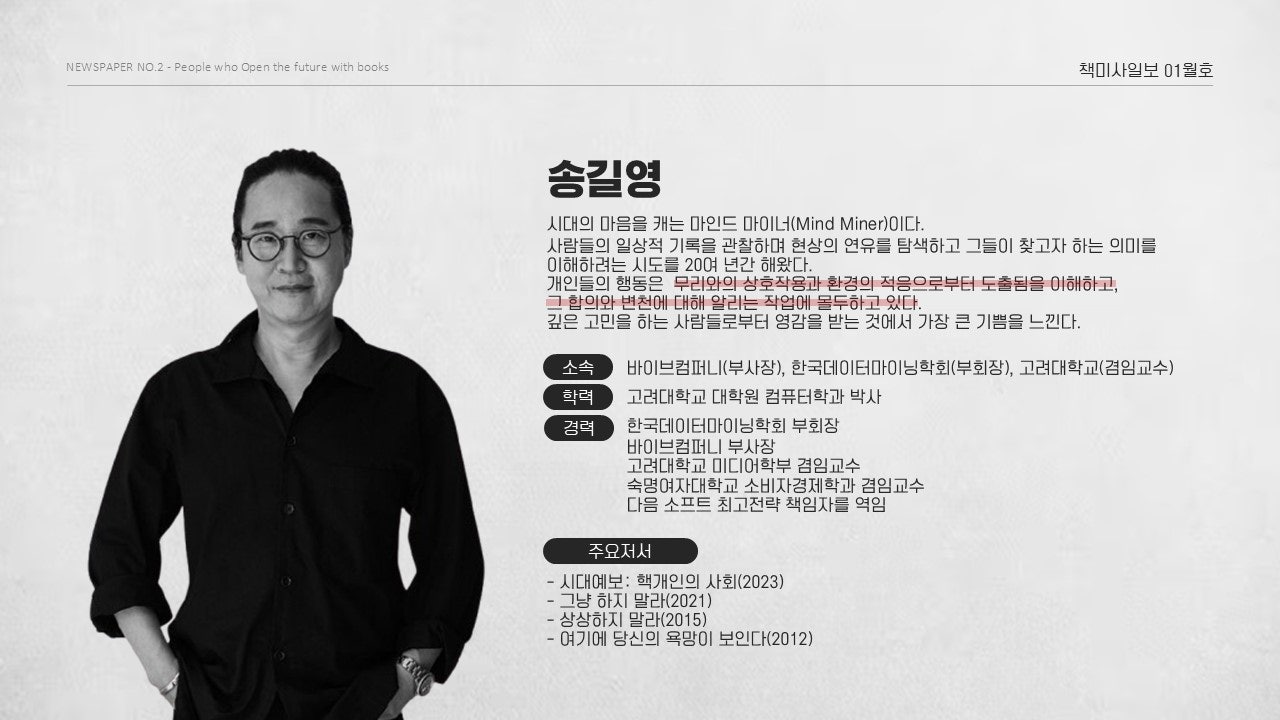 NEWSPAPER NO.2 - People who Open the future with books
책미사일보 01월호
송길영
시대의 마음을 캐는 마인드 마이너(Mind Miner)이다.
사람들의 일상적 기록을 관찰하며 현상의 연유를 탐색하고 그들이 찾고자 하는 의미를
이해하려는 시도를 20여 년간 해왔다.
개인들의 행동은 무리와의 상호작용과 환경의 적응으로부터 도출됨을 이해하고,
그 합의와 변천에 대해 알리는 작업에 몰두하고 있다.
깊은 고민을 하는 사람들로부터 영감을 받는 것에서 가장 큰 기쁨을 느낀다.
소속 바이브컴퍼니(부사장), 한국데이터마이닝학회(부회장), 고려대학교(겸임교수)
학력 고려대학교 대학원 컴퓨터학과 박사
경력 한국데이터마이닝학회 부회장
바이브컴퍼니 부사장
고려대학교 미디어학부 겸임교수
숙명여자대학교 소비자경제학과 겸임교수
다음 소프트 최고전략 책임자를 역임
주요저서
- 시대예보: 핵개인의 사회(2023)
- 그냥 하지 말라(2021)
- 상상하지 말라(2015)
- 여기에 당신의 욕망이 보인다(2012)